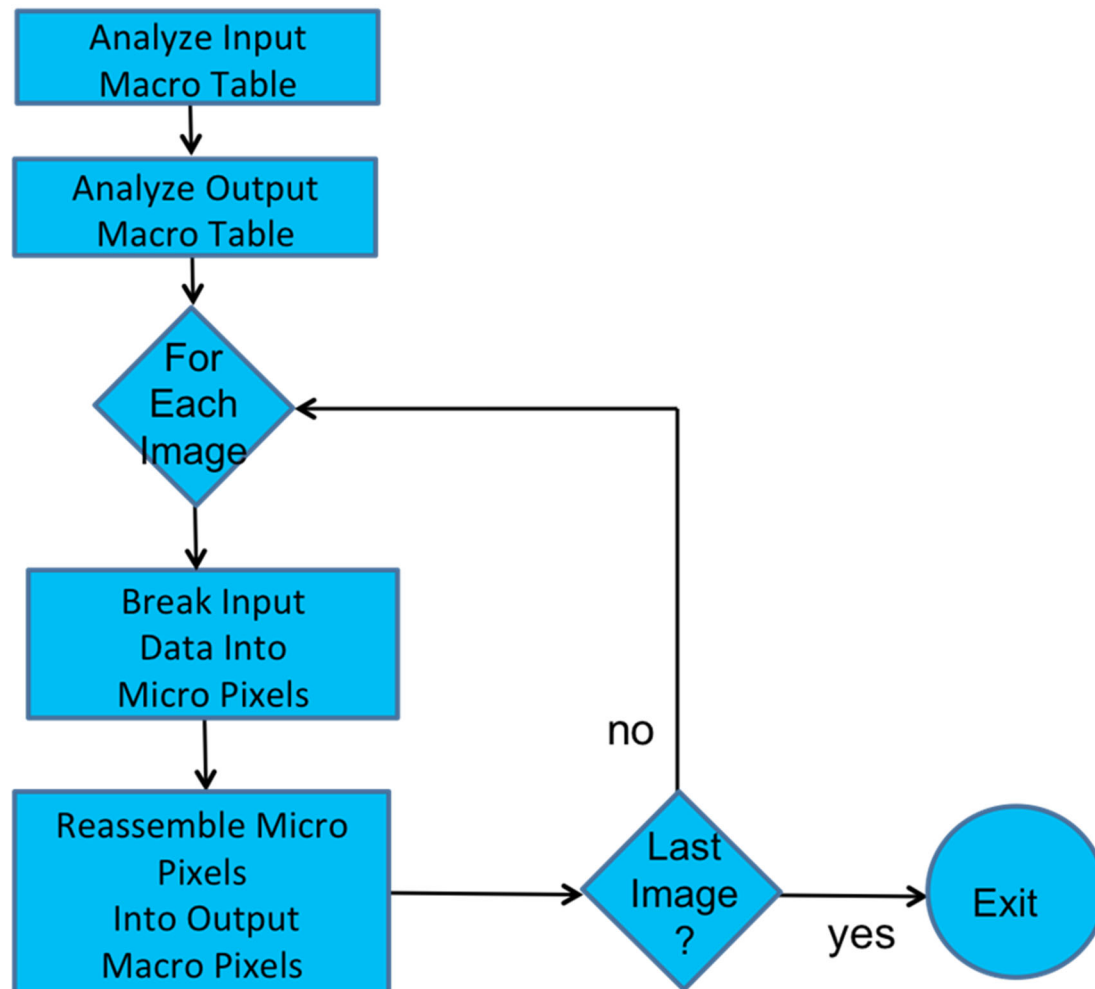 Analyze Input
Macro Table
Analyze Output
Macro Table
For
Each
Image
Break Input
Data Into
Micro Pixels
no
Reassemble Micro
Pixels
Into Output
Macro Pixels
Last
Image
?
yes
Exit